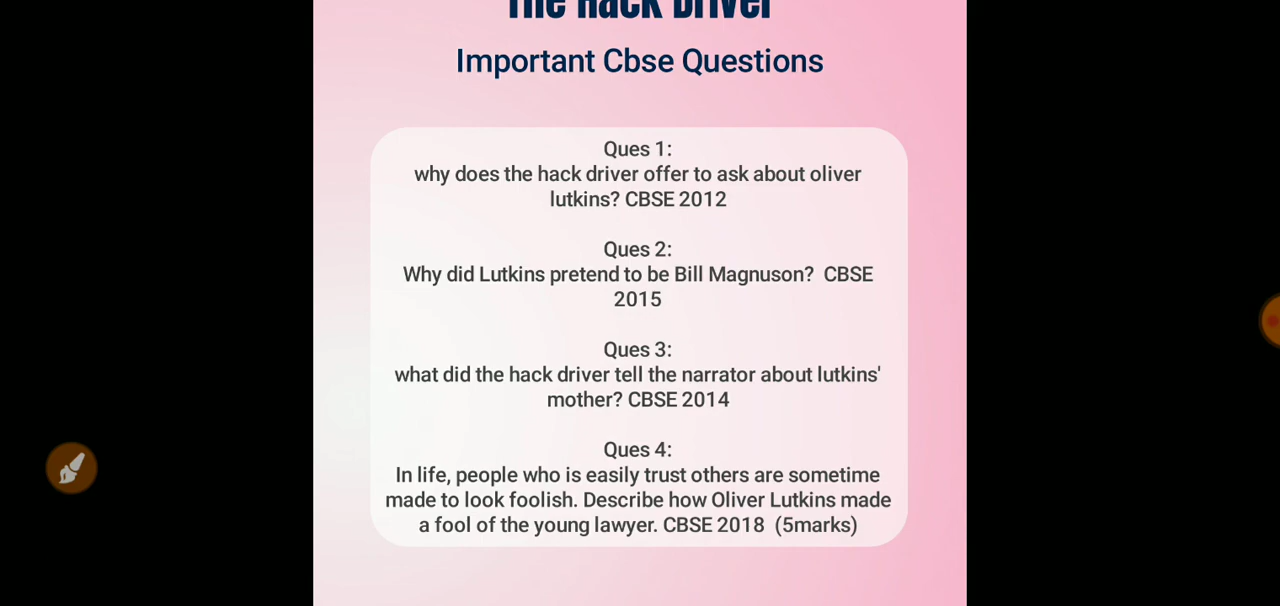 The Hack Driver
Important Cbse Questions
Ques 1:
why does the hack driver offer to ask about oliver
lutkins? CBSE 2012
Ques 2:
Why did Lutkins pretend to be Bill Magnuson? CBSE
2015
Ques 3:
what did the hack driver tell the narrator about lutkins'
mother? CBSE 2014
Ques 4:
In life, people who is easily trust others are sometime
made to look foolish. Describe how Oliver Lutkins made
a fool of the young lawyer. CBSE 2018 (5marks)